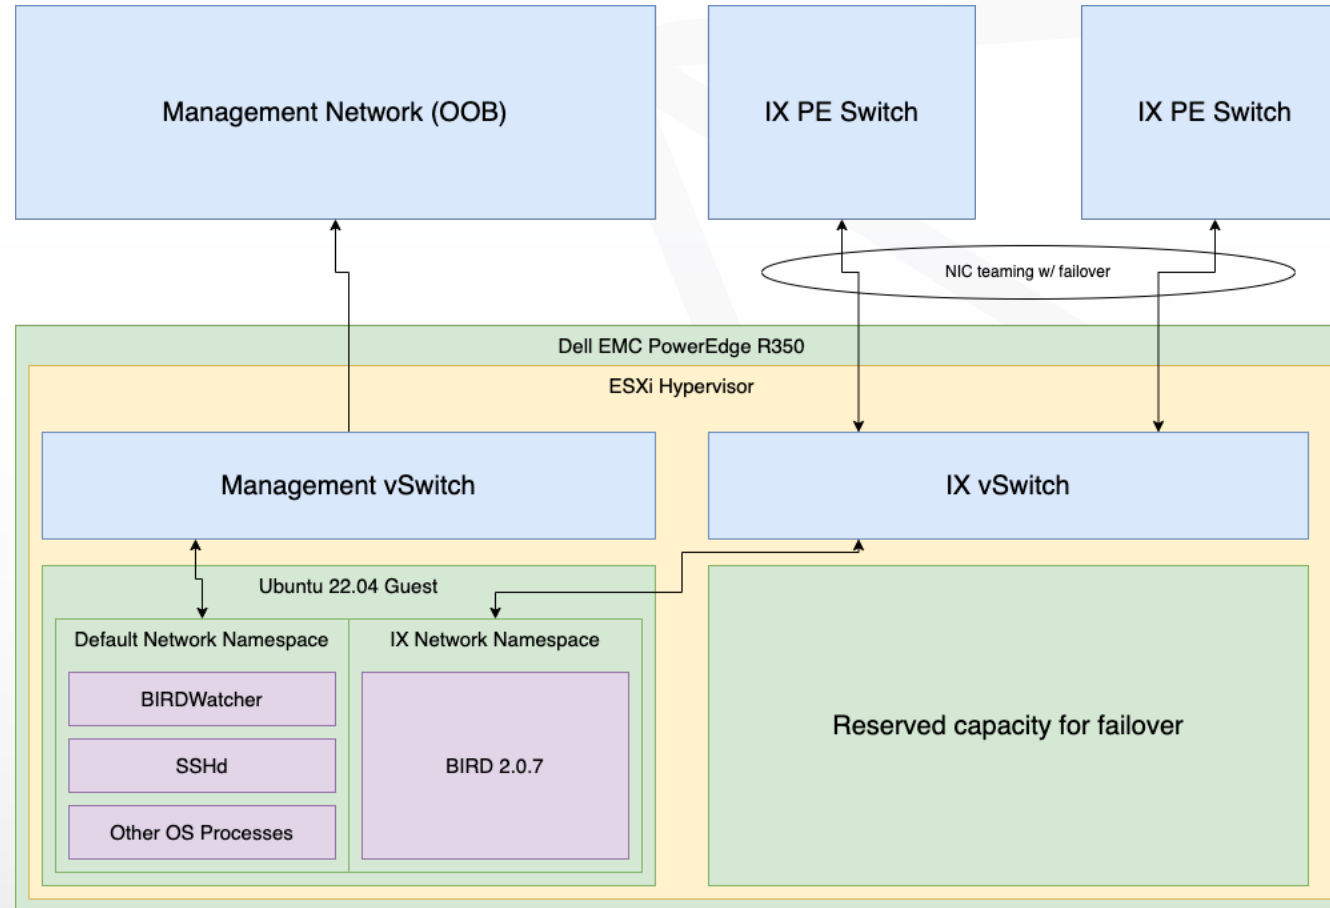 Management Network (OOB)
IX PE Switch
IX PE Switch
NIC teaming w/ failover
Dell EMC PowerEdge R350
ESXi Hypervisor
Management vSwitch
IX vSwitch
Ubuntu 22.04 Guest
Default Network Namespace
IX Network Namespace
BIRDWatcher
SSHd
Other OS Processes
BIRD 2.0.7
Reserved capacity for failover